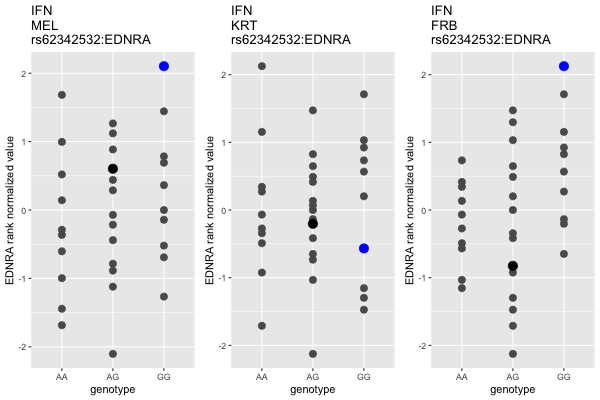 IFN
MEL
rs62342532:EDNRA
EDNRA rank normalized value
2
1
0
-1
-2
AA
AG
GG
genotype
IFN
KRT
rs62342532:EDNRA
EDNRA rank normalized value
2
1
0
-1
-2
AA
AG
GG
genotype
IFN
FRB
rs62342532:EDNRA
EDNRA rank normalized value
2
1
0
-1
-2
AA
AG
GG
genotype